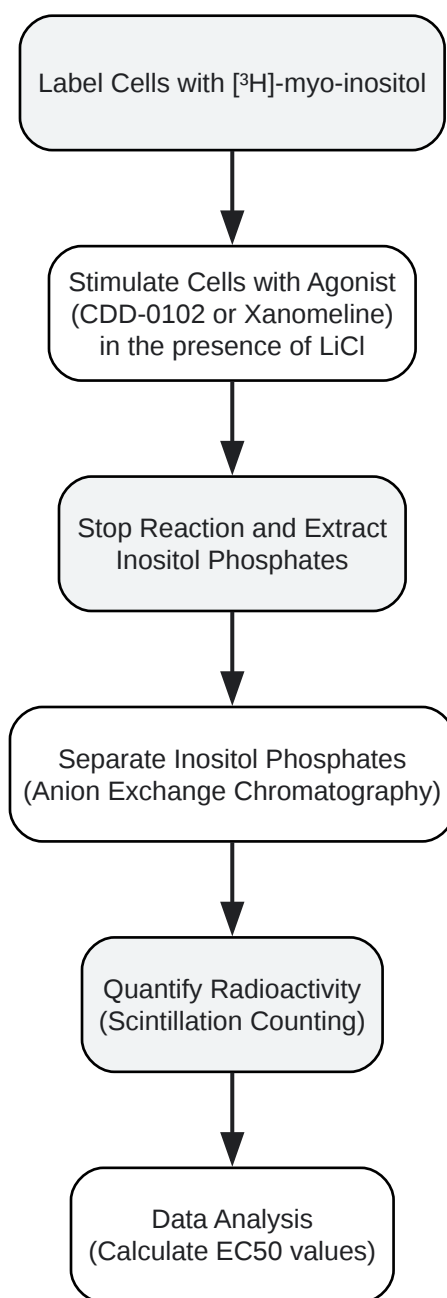 Label Cells with [³H]-myo-inositol
Stimulate Cells with Agonist
(CDD-0102 or Xanomeline)
in the presence of LiCl
Stop Reaction and Extract
Inositol Phosphates
Separate Inositol Phosphates
(Anion Exchange Chromatography)
Quantify Radioactivity
(Scintillation Counting)
Data Analysis
(Calculate EC50 values)